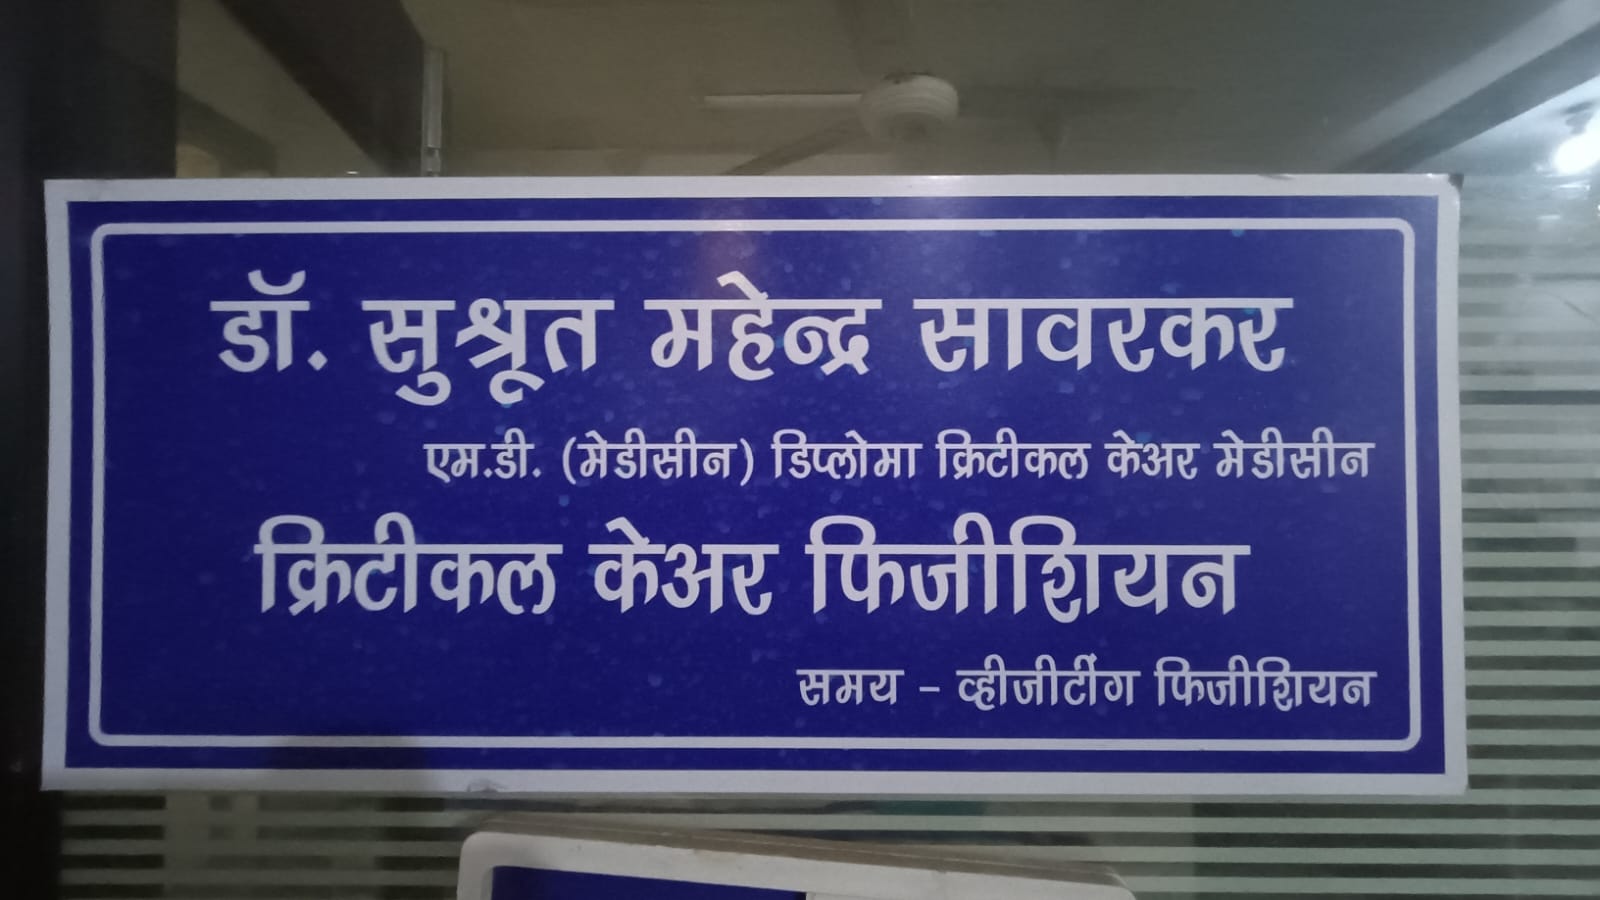 डॉ. सुश्रूत महेन्द्र सावरकर
एम.डी. (मेडीसीन) डिप्लोमा क्रिटीकल केअर मेडीसीन
क्रिटीकल केअर फिजीशियन
समय - व्हीजीटींग फिजीशियन